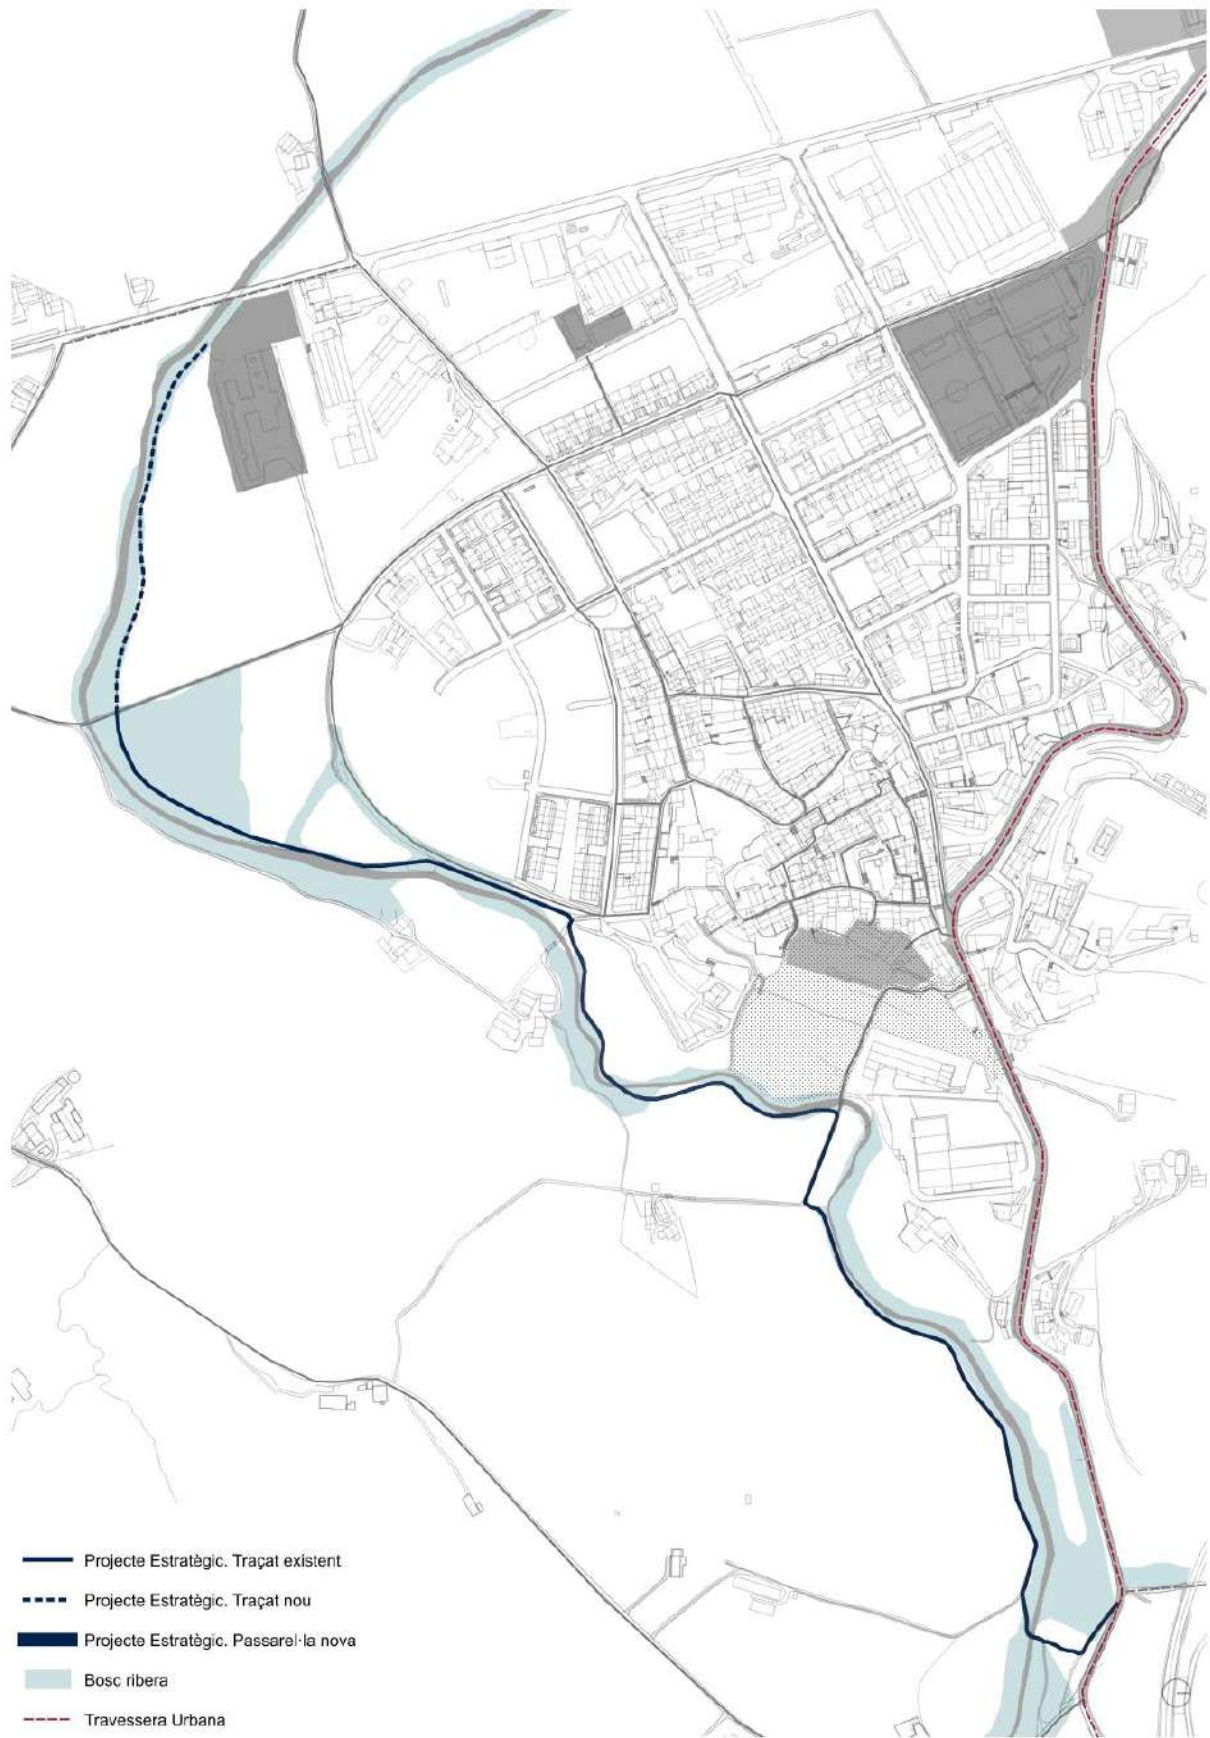 Projecte Estratègic. Traçat existent
Projecte Estratègic. Traçat nou
Projecte Estratègic. Passarel·la nova
Bosc ribera
Travessera Urbana